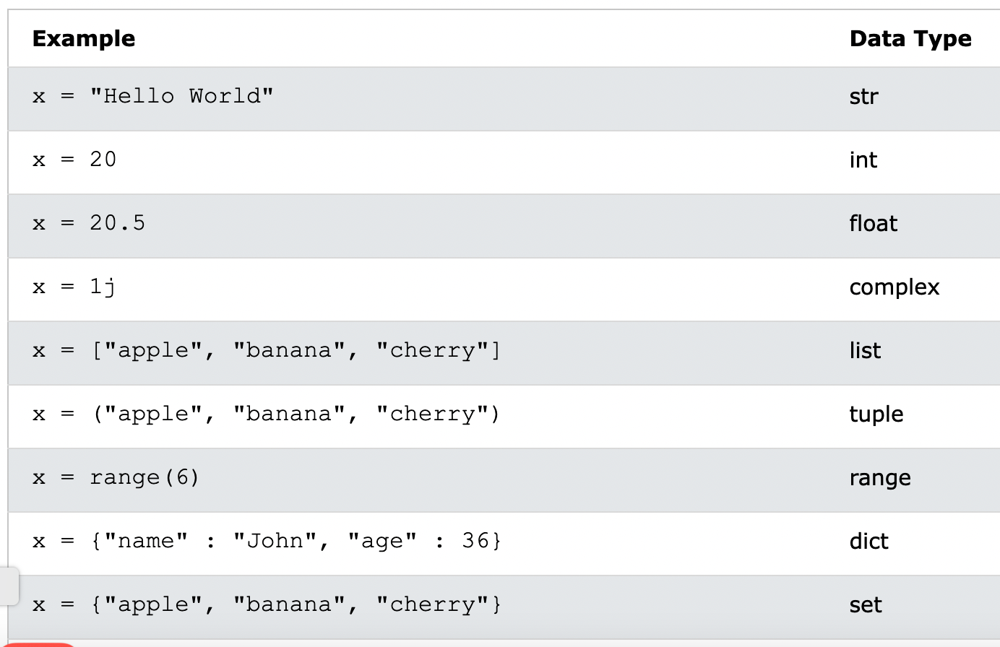 Example Data Type
x = "Hello World" str
x = 20 int
x = 20.5 float
x = 1j complex
x = ["apple", "banana", "cherry"] list
x = ("apple", "banana", "cherry") tuple
x = range(6) range
x = {"name" : "John", "age" : 36} dict
x = {"apple", "banana", "cherry"} set